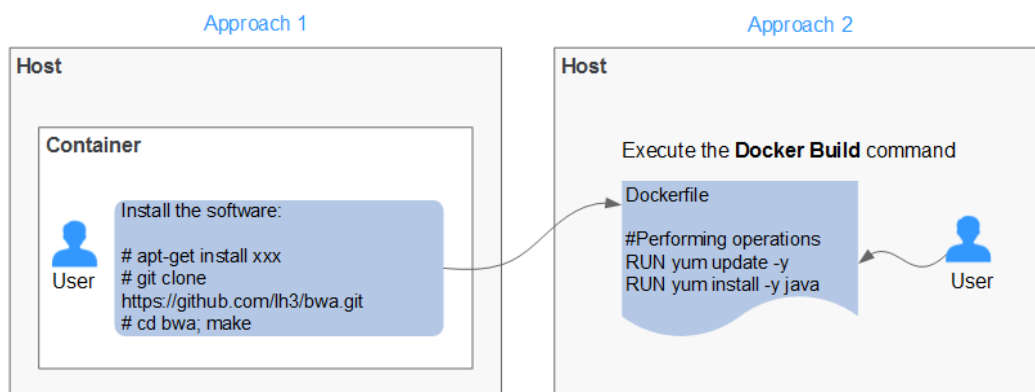 Approach 1
Host
Container
User
Install the software:
# apt-get install xxx
# git clone
https://github.com/lh3/bwa.git
# cd bwa; make
Approach 2
Host
Execute the Docker Build command
Dockerfile
#Performing operations
RUN yum update -y
RUN yum install -y java
User